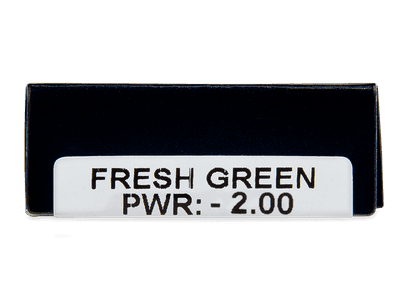 FRESH GREEN
PWR: - 2.00